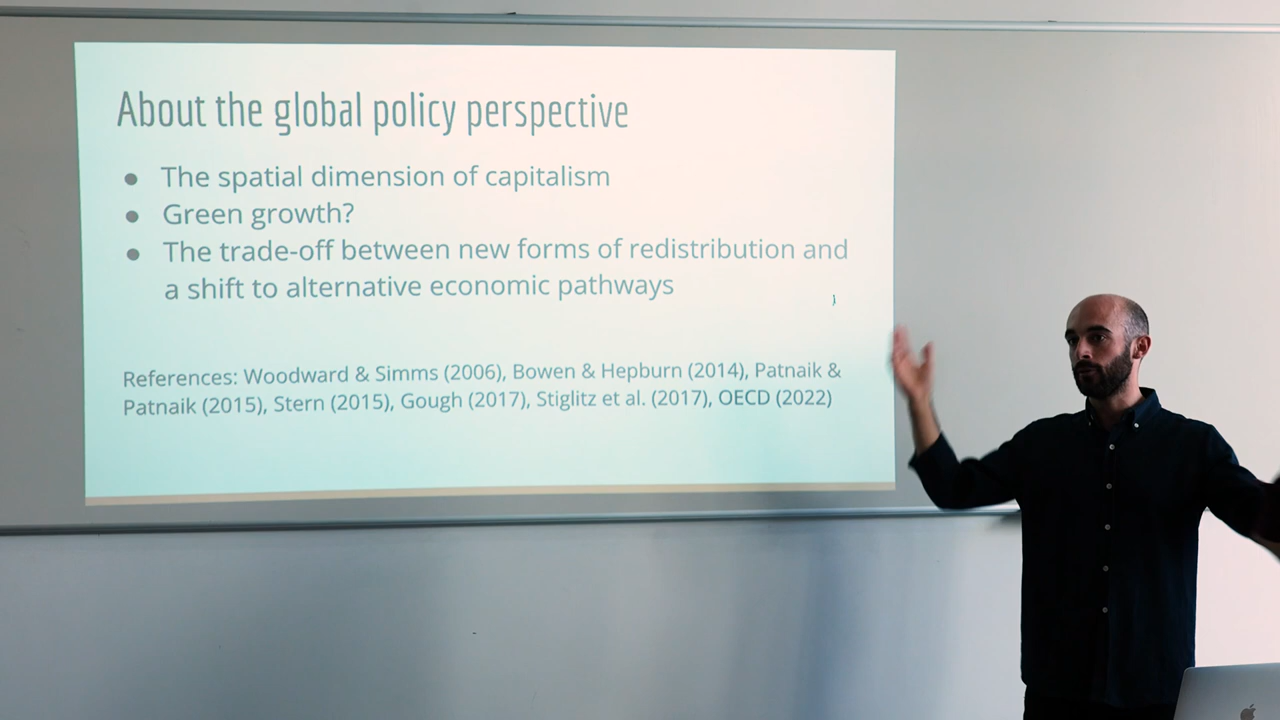 About the global policy perspective
● The spatial dimension of capitalism
● Green growth?
● The trade-off between new forms of redistribution and
a shift to alternative economic pathways
References: Woodward & Simms (2006), Bowen & Hepburn (2014), Patnaik &
Patnaik (2015), Stern (2015), Gough (2017), Stiglitz et al. (2017), OECD (2022)